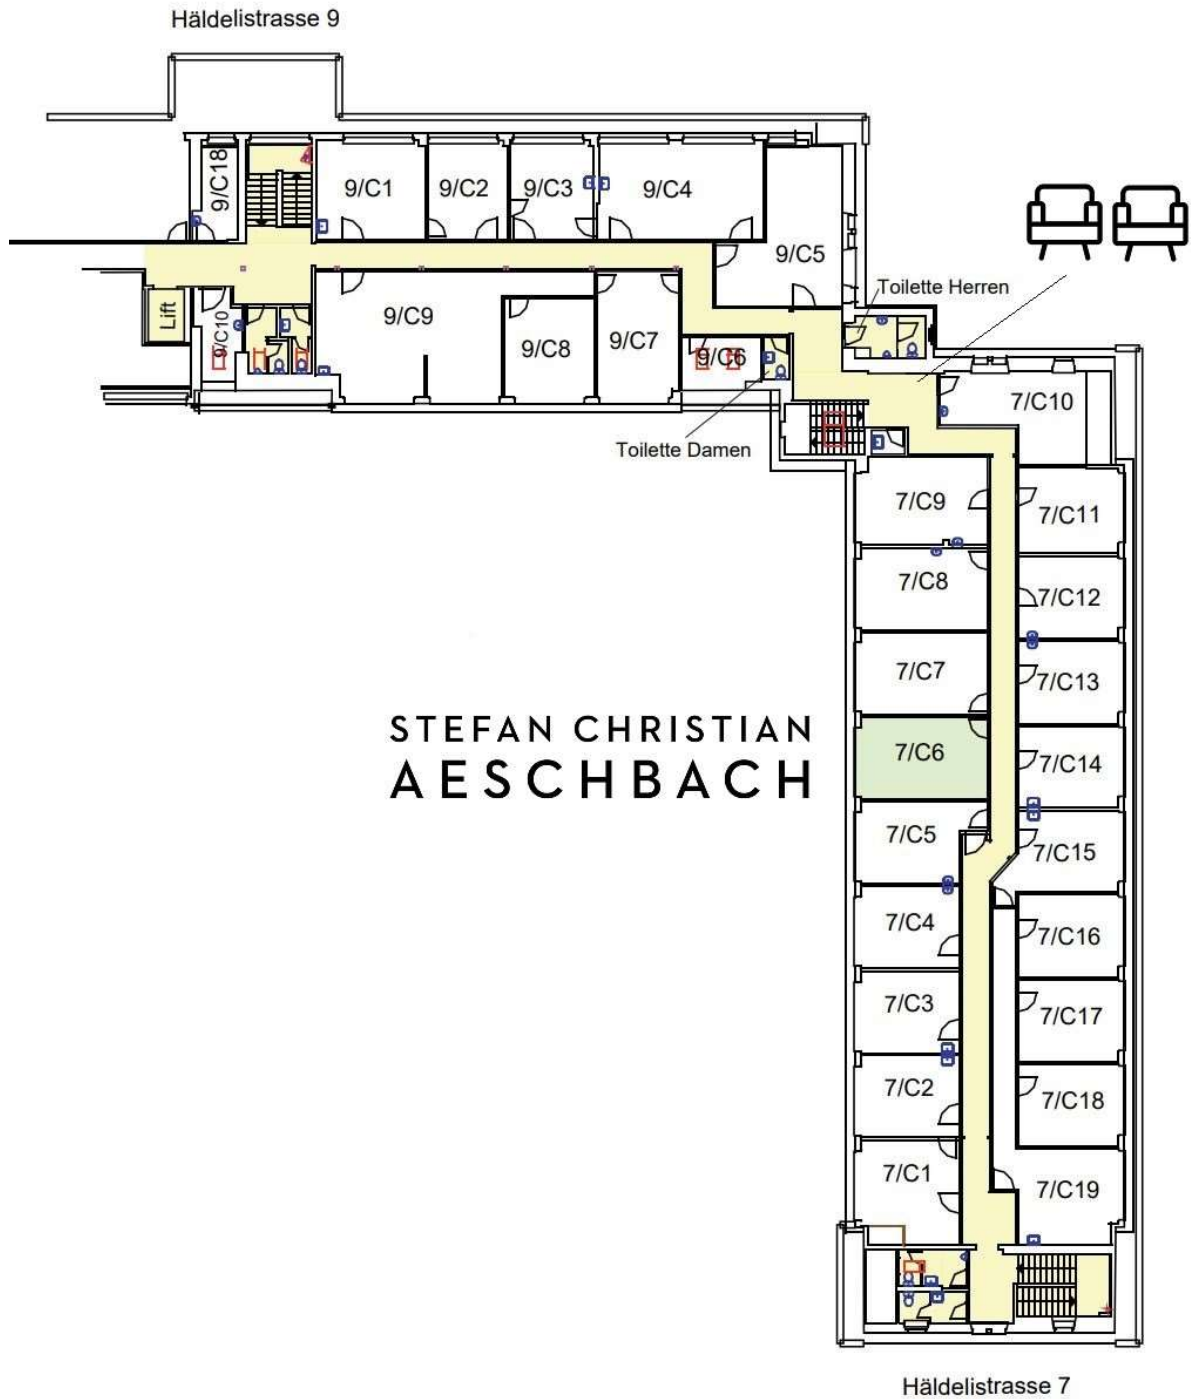 Häldelistrasse 9
9/C18
9/C1
9/C2
9/C3
9/C4
9/C5
Toilette Herren
Lift
9/C10
9/C9
9/C8
9/C7
9/C6
Toilette Damen
7/C10
7/C9
7/C11
7/C8
7/C12
7/C7
7/C13
STEFAN CHRISTIAN
AESCHBACH
7/C6
7/C14
7/C5
7/C15
7/C4
7/C16
7/C3
7/C17
7/C2
7/C18
7/C1
7/C19
Häldelistrasse 7